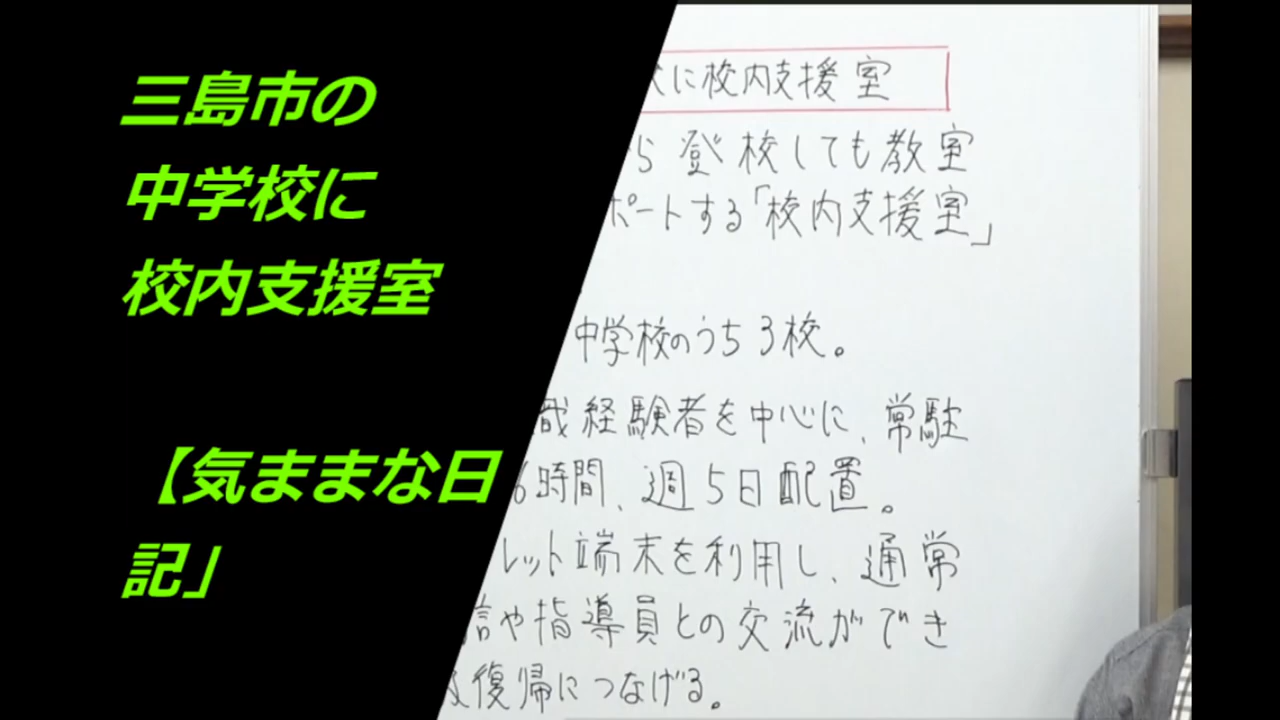 三島市の
中学校に
校内支援室
【気ままな日
記」
に校内支援室
ら登校しても教室
ポートする「校内支援室」
中学校のうち3校。
職経験者を中心に、常駐
6時間、週5日配置。
レット端末を利用し、通常
信や指導員との交流ができ
復帰につなげる。